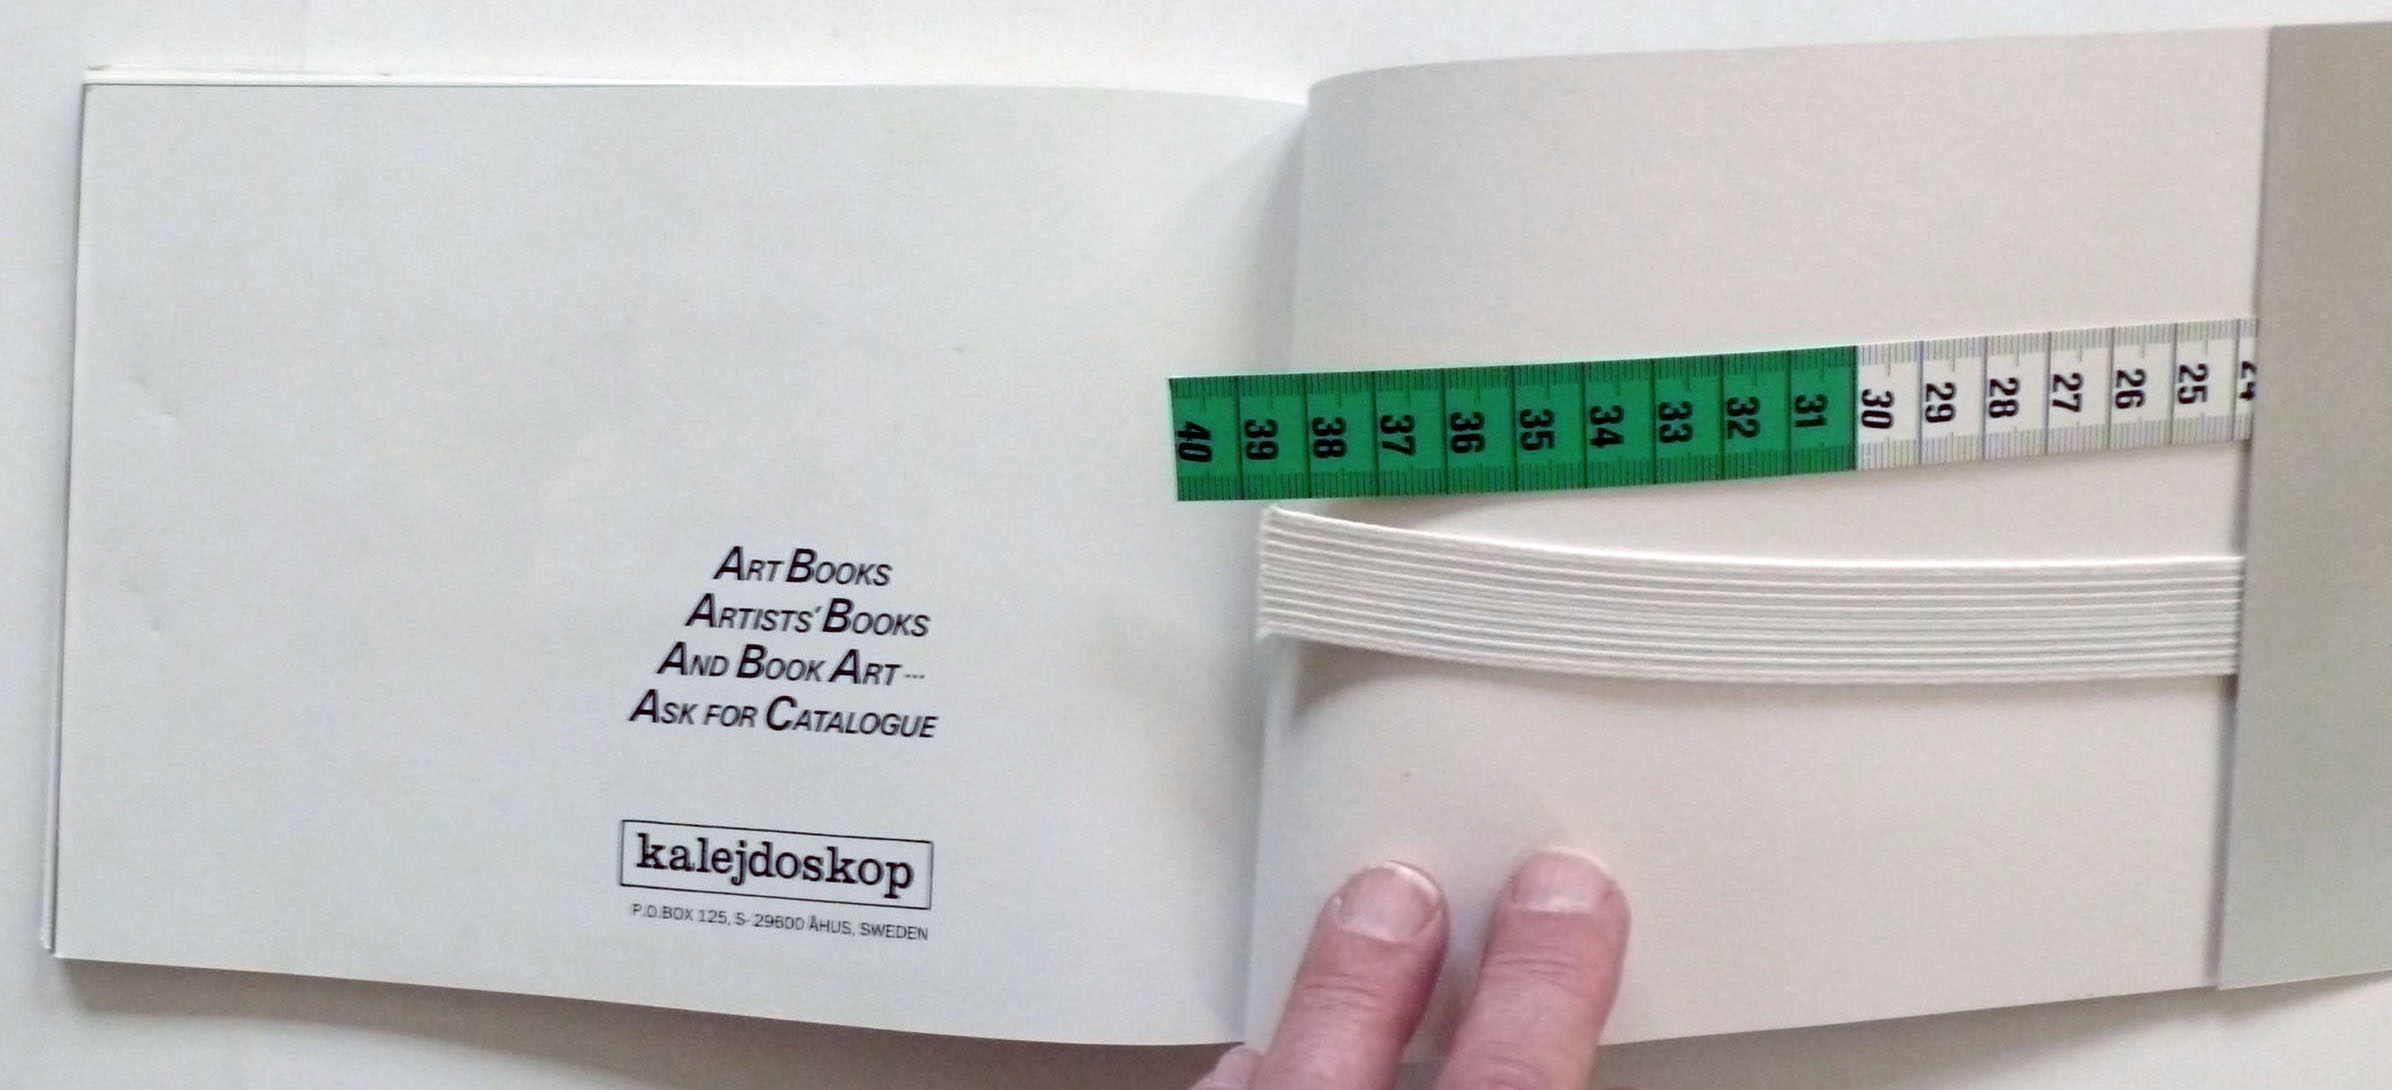 ART BOOKS
ARTISTS' BOOKS
AND BOOK ART ...
ASK FOR CATALOGUE
kalejdoskop
P.O.BOX 125, S-29600 ÅHUS, SWEDEN
40 39 38 37 36 35 34 33 32 31 30 29 28 27 26 25 24